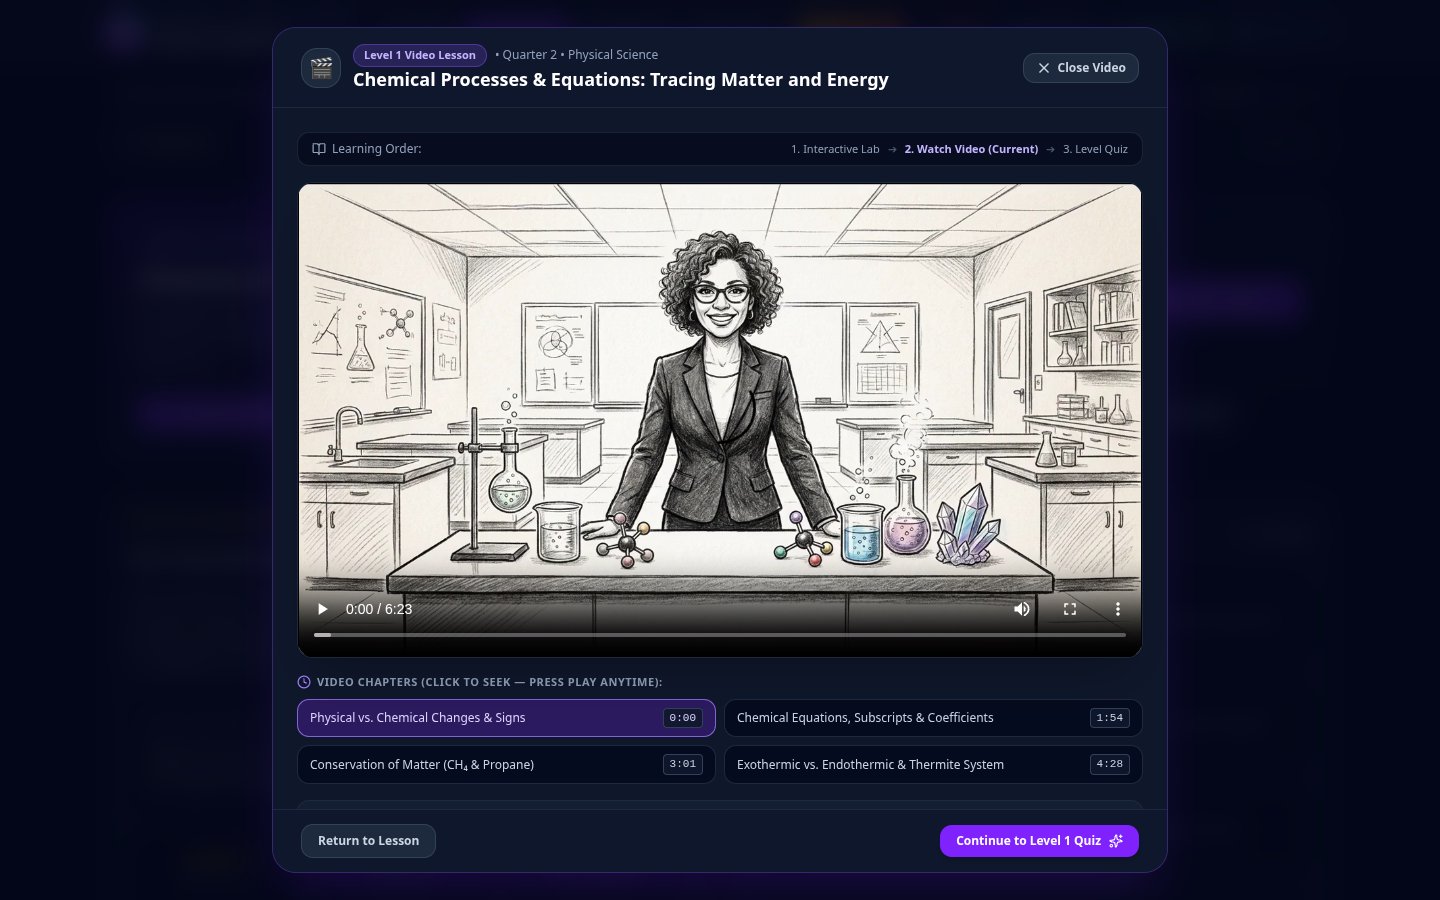 Level 1 Video Lesson • Quarter 2 • Physical Science
Chemical Processes & Equations: Tracing Matter and Energy
Close Video
Learning Order:
1. Interactive Lab → 2. Watch Video (Current) → 3. Level Quiz
0:00 / 6:23
VIDEO CHAPTERS (CLICK TO SEEK — PRESS PLAY ANYTIME):
Physical vs. Chemical Changes & Signs 0:00
Chemical Equations, Subscripts & Coefficients 1:54
Conservation of Matter (CH₄ & Propane) 3:01
Exothermic vs. Endothermic & Thermite System 4:28
Return to Lesson
Continue to Level 1 Quiz